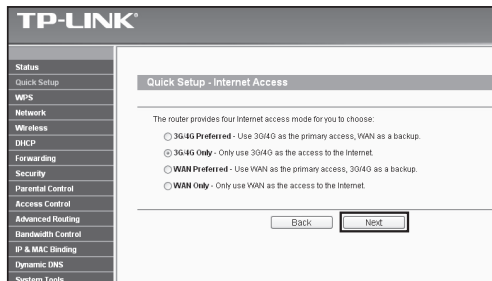 TP-LINK®
Status
Quick Setup
WPS
Network
Wireless
DHCP
Forwarding
Security
Parental Control
Access Control
Advanced Routing
Bandwidth Control
IP & MAC Binding
Dynamic DNS
System Tools
Quick Setup - Internet Access
The router provides four Internet access mode for you to choose:
3G/4G Preferred - Use 3G/4G as the primary access, WAN as a backup.
3G/4G Only - Only use 3G/4G as the access to the Internet.
WAN Preferred - Use WAN as the primary access, 3G/4G as a backup.
WAN Only - Only use WAN as the access to the Internet.
Back Next